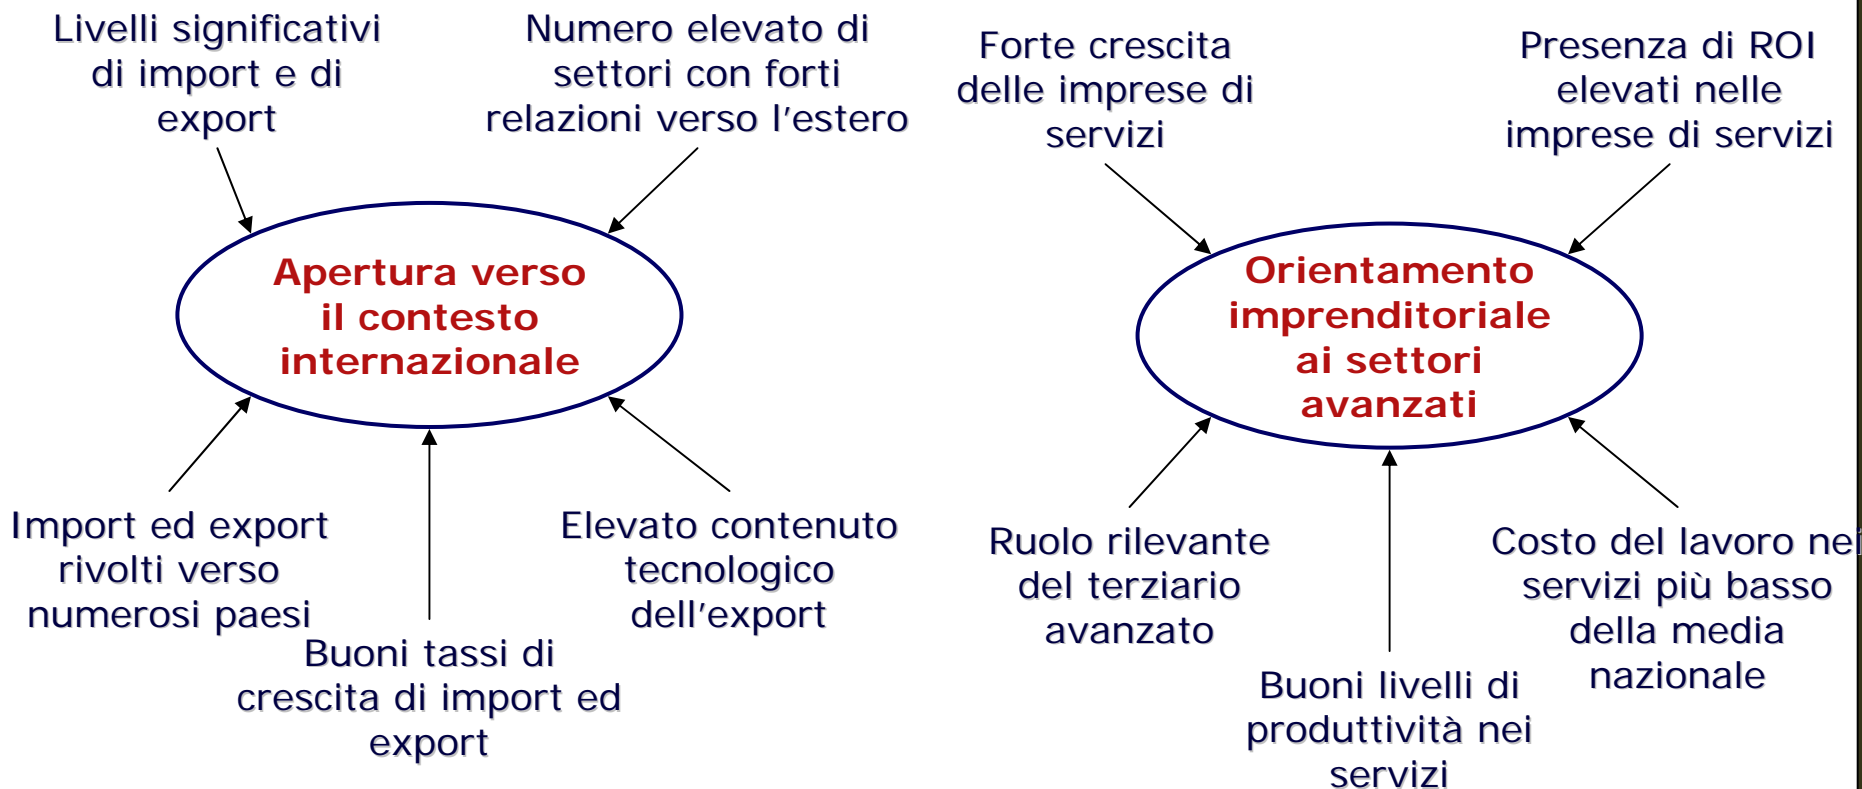 Livelli significativi
di import e di
export
Numero elevato di
settori con forti
relazioni verso l'estero
Apertura verso
il contesto
internazionale
Import ed export
rivolti verso
numerosi paesi
Buoni tassi di
crescita di import ed
export
Elevato contenuto
tecnologico
dell'export
Forte crescita
delle imprese di
servizi
Presenza di ROI
elevati nelle
imprese di servizi
Orientamento
imprenditoriale
ai settori
avanzati
Ruolo rilevante
del terziario
avanzato
Buoni livelli di
produttività nei
servizi
Costo del lavoro nei
servizi più basso
della media
nazionale